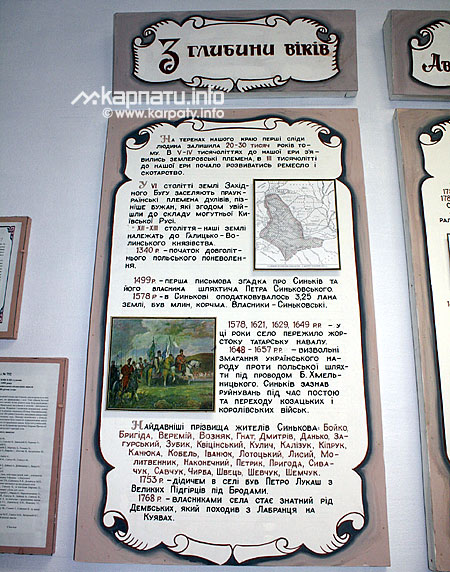 З глибини віків
Ав
карпати.info
© www.karpaty.info
На теренах нашого краю перші сліди
людина залишила 20-30 тисяч років то-
му. В V-IV тисячоліттях до нашої ери з'я-
вились землеробські племена, в III тисячолітті
до нашої ери почало розвиватись ремесло і
скотарство.
У VI столітті землі Захід-
ного Бугу заселяють праук-
раїнські племена дулібів, піз-
ніше бужан, які згодом увій-
шли до складу могутньої Ки-
ївської Русі.
- XII-XIII століття - наші землі
належать до Галицько-Во-
линського князівства.
1340 р. - початок довголіт-
нього польського поневолен-
ня.
1499 р. - перша писемова згадка про Синьків та
його власника шляхтича Петра Синьковського.
1578 р. - в Синькові оподатковувалось 3,25 лана
землі, був млин, корчма. Власники - Синьковські.
1578, 1621, 1629, 1649 рр. - у
ці роки село пережило жор-
стоку татарську навалу.
1648 - 1657 рр. - визвольні
змагання українського на-
роду проти польської шлях-
ти під проводом Б. Хмель-
ницького. Синьків зазнав
руйнувань під час постою
та переходу козацьких і
королівських військ.
Найдавніші прізвища жителів Синькова: Бойко,
Бригіда, Веремій, Возняк, Гнат, Дмитрів, Данько, За-
гурський, Зубик, Квіцінський, Кулич, Калізук, Кіпрук,
Канюка, Ковель, Іванюк, Лотоцький, Лисий, Мо-
литвенник, Наконечний, Петрик, Пригода, Сива-
чук, Савчук, Чирва, Швець, Шевчук, Шемчук.
1753 р. - дідичем в селі був Петро Лукаш з
Великих Підгірців під Бродами.
1768 р. - власниками села стає знатний рід
Дембських, який походив з Лабранця на
Куявах.